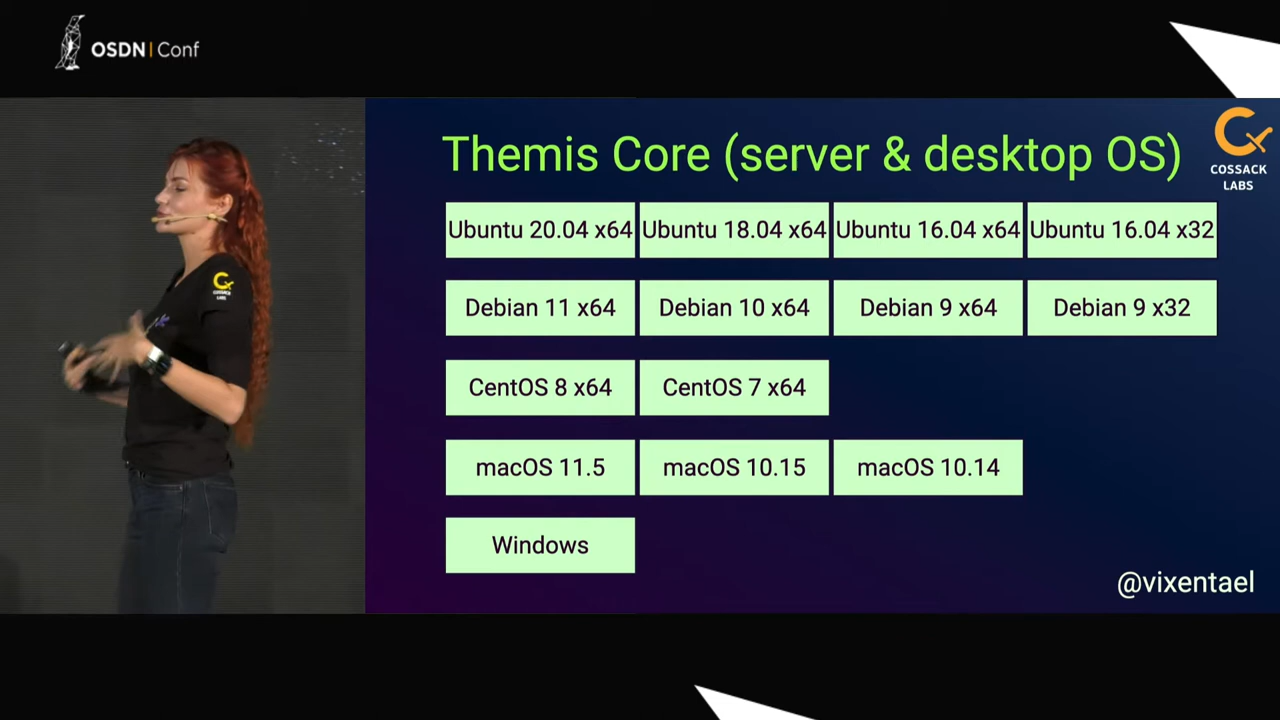 OSDN | Conf
Themis Core (server & desktop OS)
COSSACK
LABS
Ubuntu 20.04 x64
Ubuntu 18.04 x64
Ubuntu 16.04 x64
Ubuntu 16.04 x32
Debian 11 x64
Debian 10 x64
Debian 9 x64
Debian 9 x32
CentOS 8 x64
CentOS 7 x64
macOS 11.5
macOS 10.15
macOS 10.14
Windows
@vixentael
COSSACK
LABS